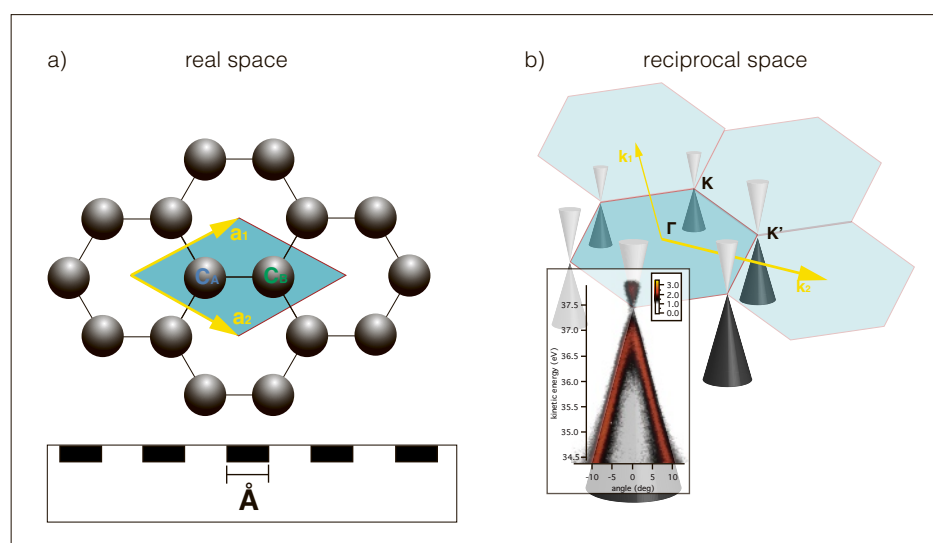 a)
real space
a1
CA
CB
a2
Å
b)
reciprocal space
k1
K
Γ
K'
k2
3.0
2.0
1.0
0.0
kinetic energy (eV)
37.5
37.0
36.5
36.0
35.5
35.0
34.5
-10
-5
0
5
10
angle (deg)